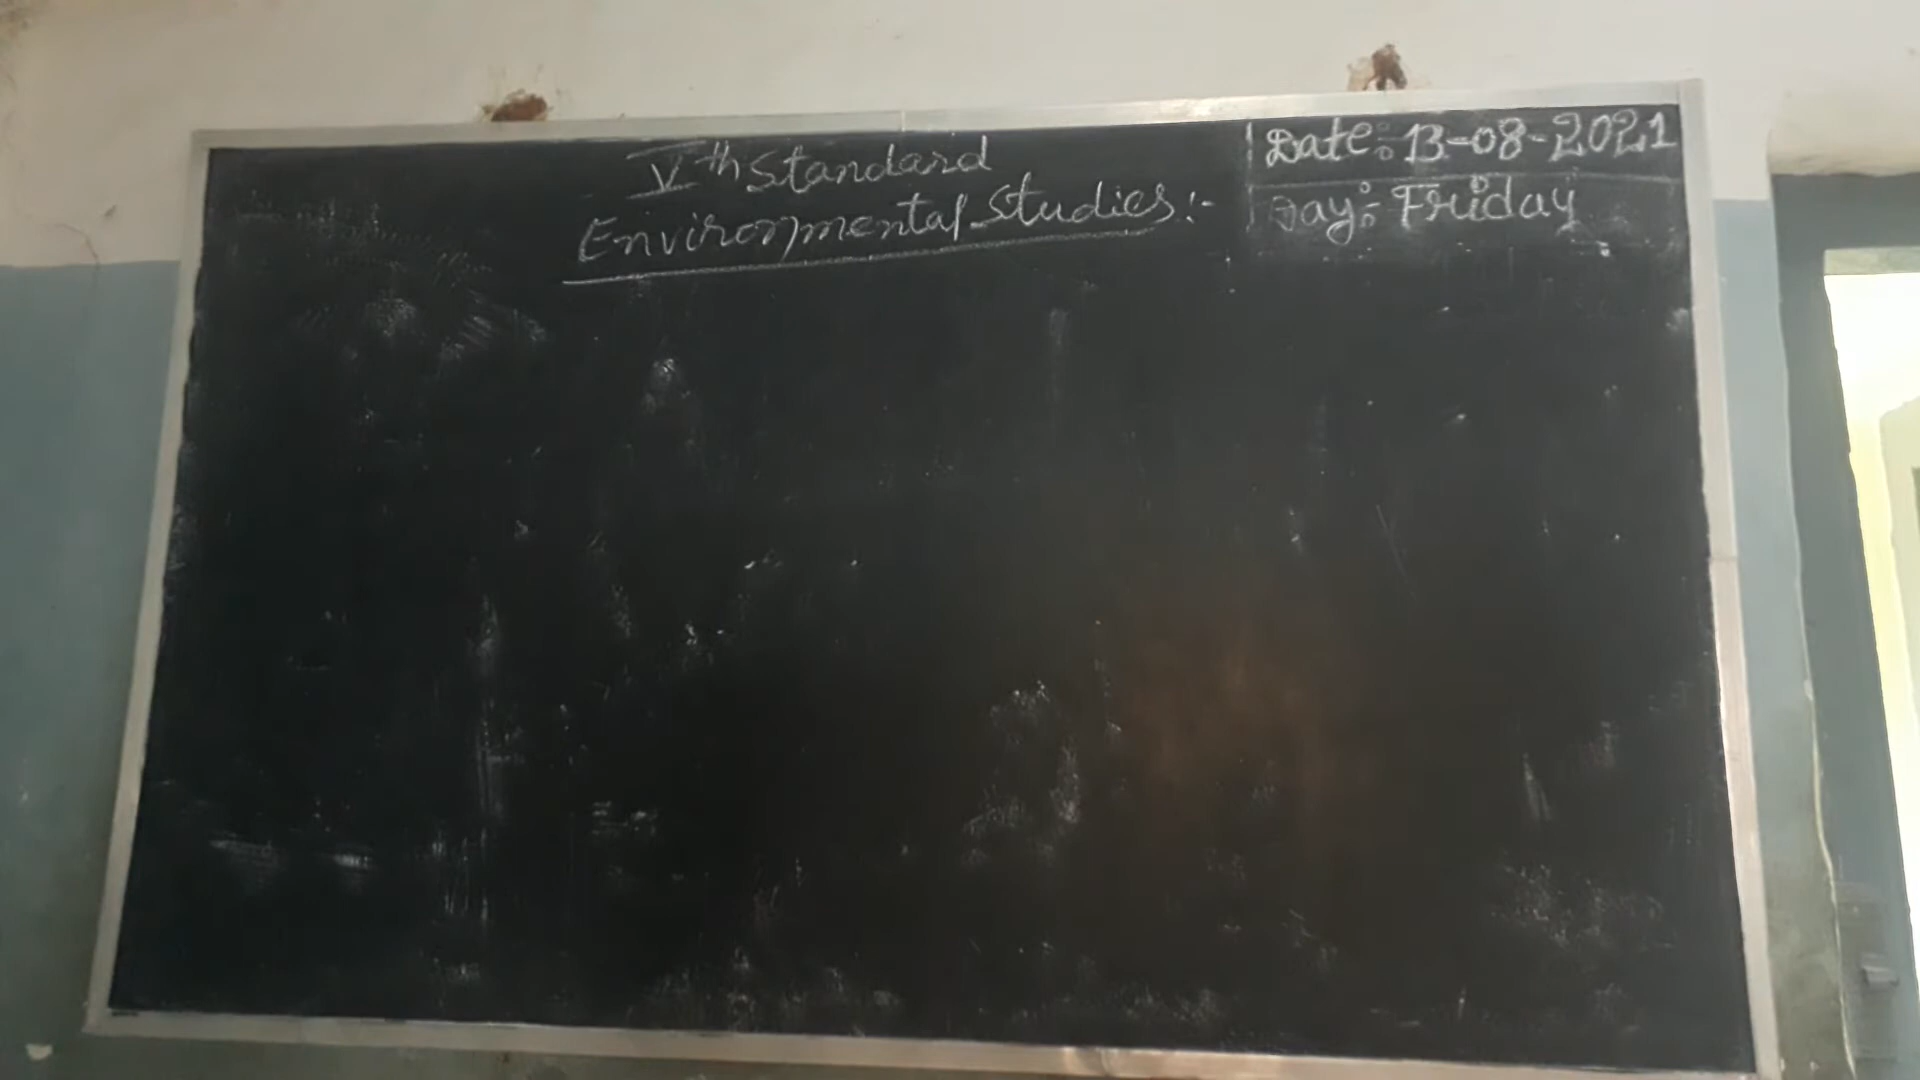 Vth Standard
Environmental Studies:-
Date: 13-08-2021
Day: Friday